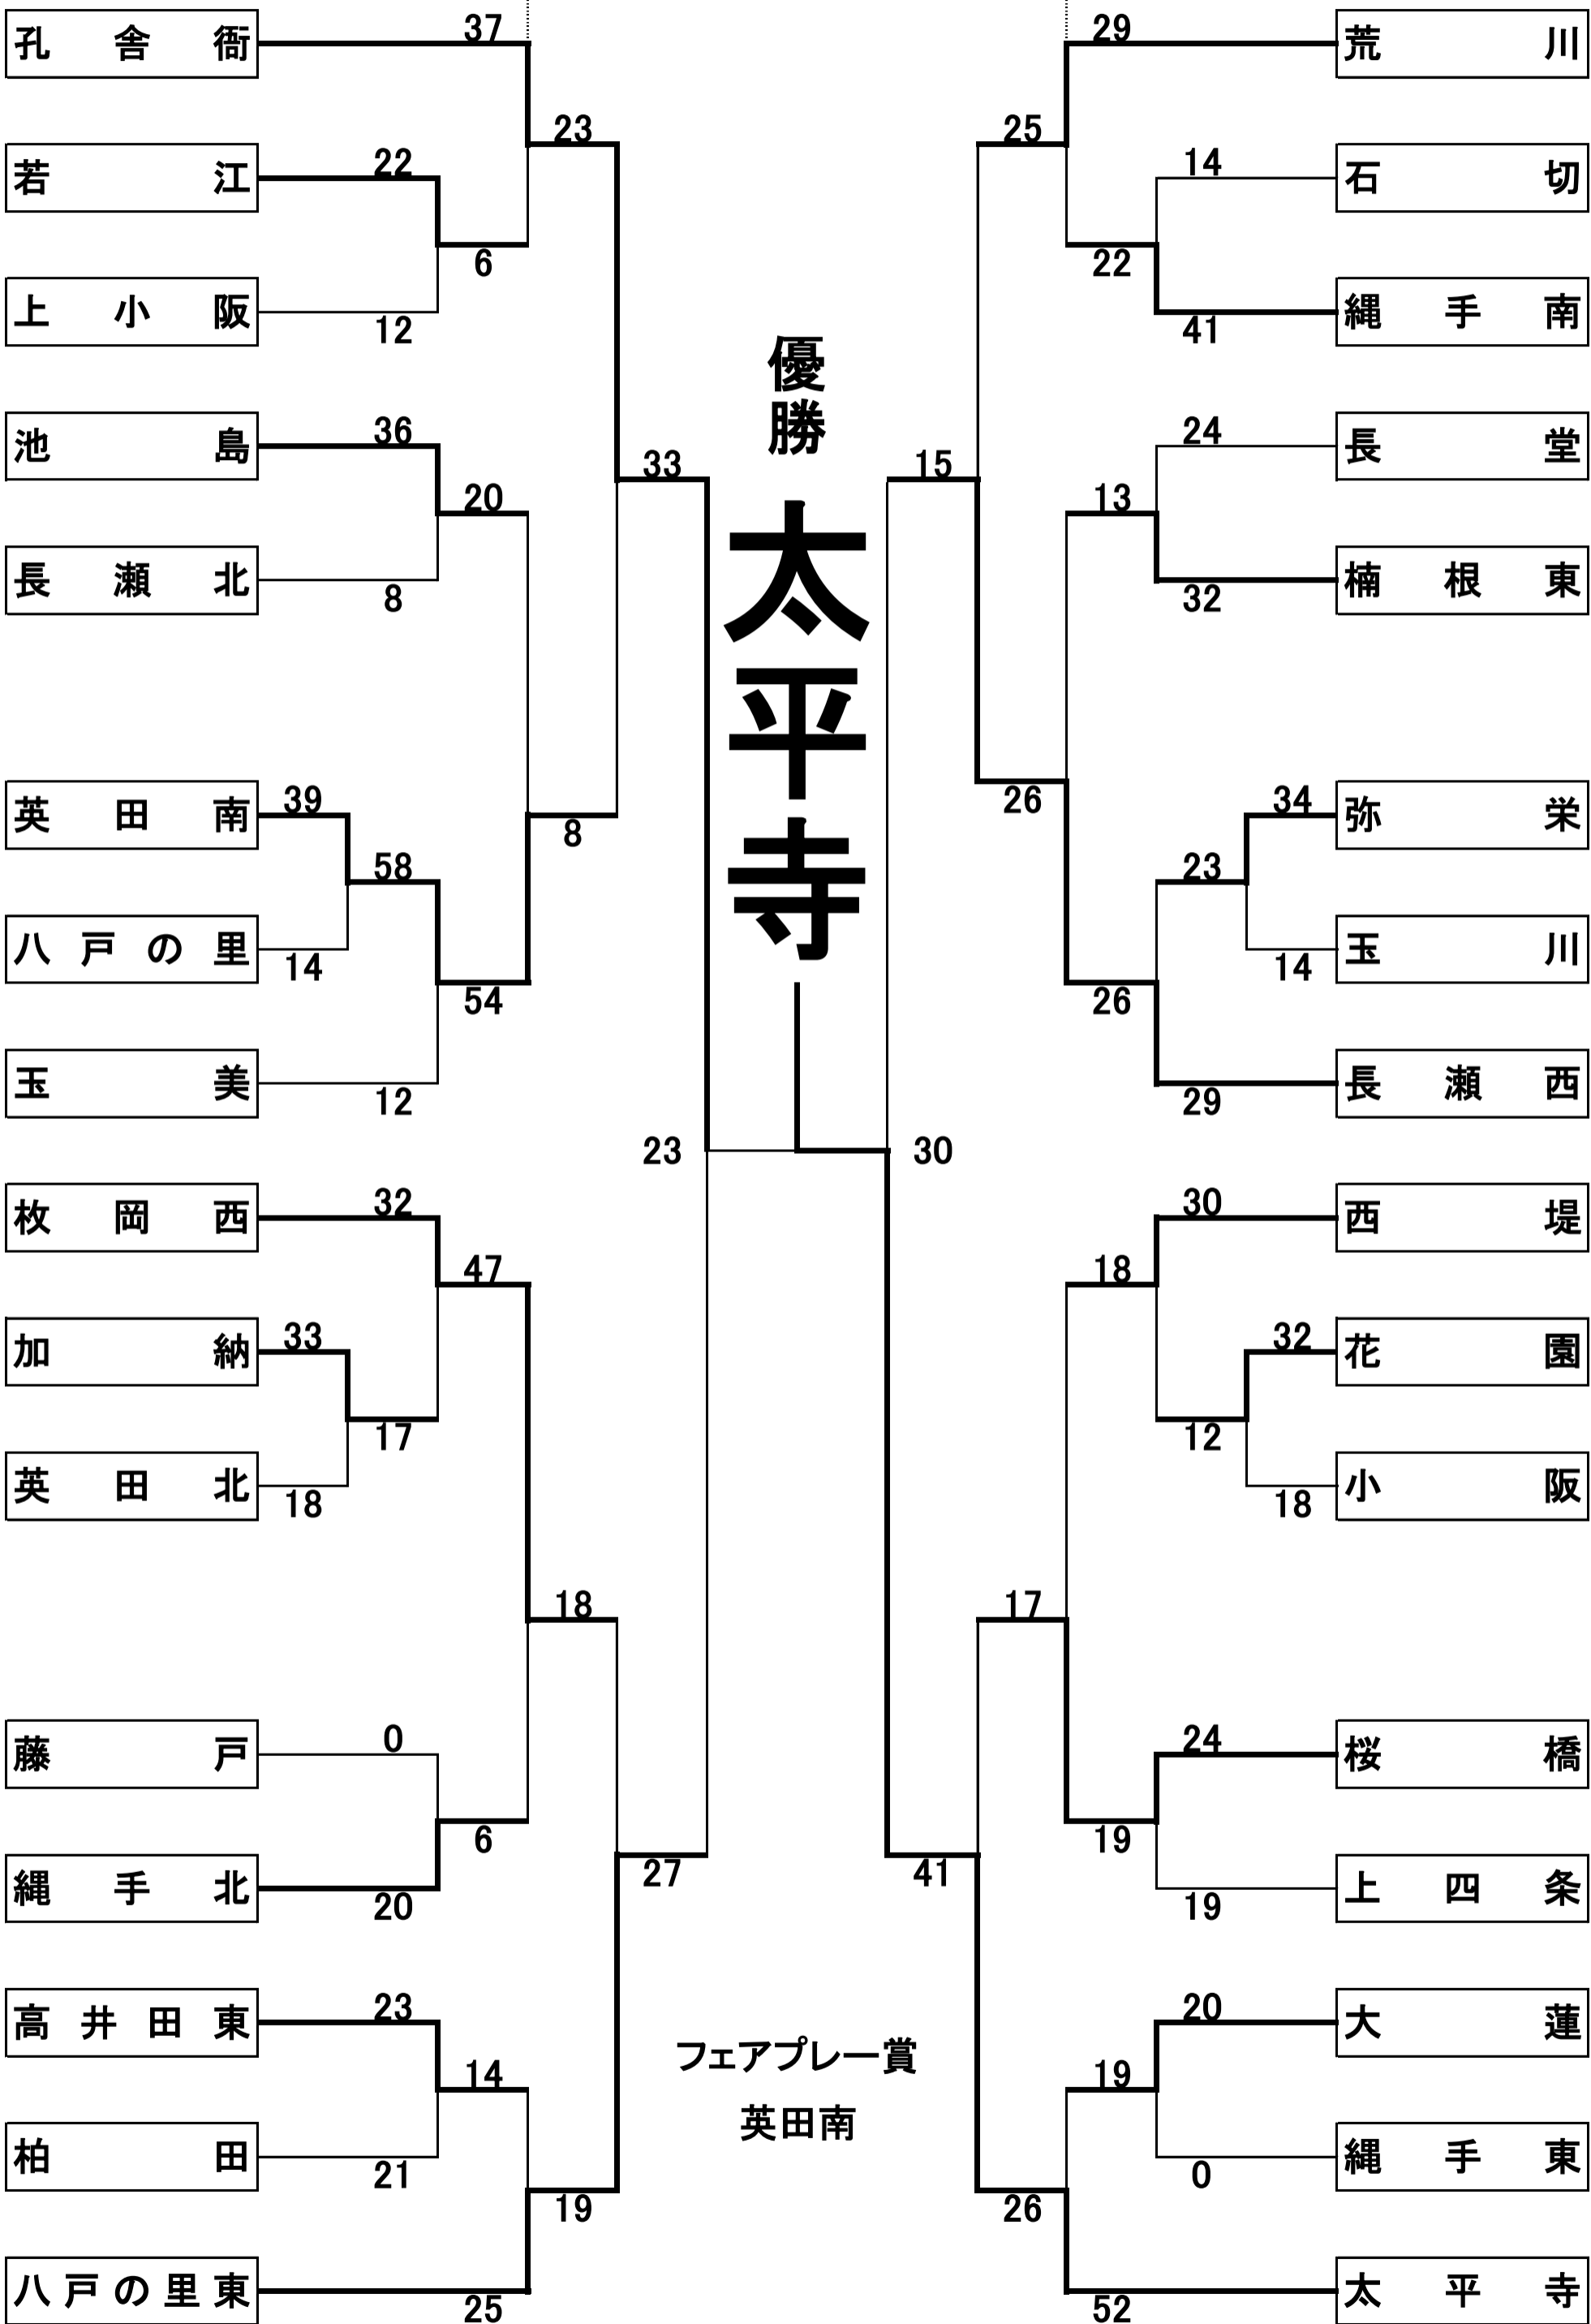 孔舎衙 37 29 荒川
23 25
若江 22 14 石切
6 22
上小阪 12 41 縄手南
優勝
太平寺
池島 36 24 長堂
33 15
20 13
長瀬北 8 32 楠根東
英田南 39 26 34 弥栄
8
58 23
八戸の里 14 14 玉川
54 26
玉美 12 29 長瀬西
23 30
枚岡西 32 30 西堤
47 18
加納 33 32 花園
17 12
英田北 18 18 小阪
18 17
藤戸 0 24 桜橋
6 19
27 41
縄手北 20 19 上四条
高井田東 23 20 大蓮
フェアプレー賞
14 19
英田南
柏田 21 0 縄手東
19 26
八戸の里東 25 52 太平寺